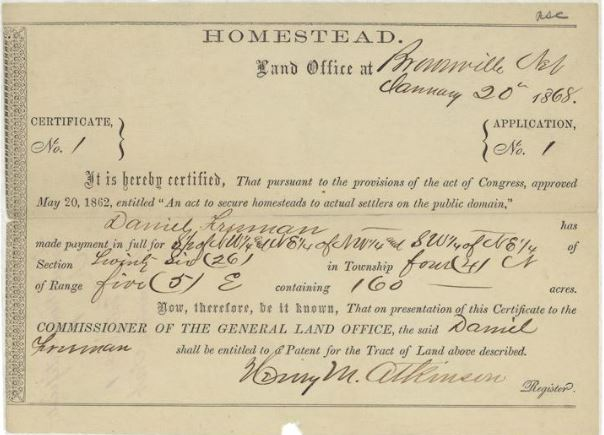 HOMESTEAD.
Land Office at Brownville Neb
January 20th 1868.
CERTIFICATE, No. 1
APPLICATION, No. 1
It is hereby certified, That pursuant to the provisions of the act of Congress, approved
May 20, 1862, entitled "An act to secure homesteads to actual settlers on the public domain,"
Daniel Freeman has
made payment in full for S½ of NW¼ & NE¼ of NW¼ and SW¼ of NE¼ of
Section Twenty Six (26) in Township four (4) N
of Range five (5) E containing 160 acres.
Now, therefore, be it known, That on presentation of this Certificate to the
COMMISSIONER OF THE GENERAL LAND OFFICE, the said Daniel
Freeman shall be entitled to a Patent for the Tract of Land above described.
Henry M. Atkinson
Register.